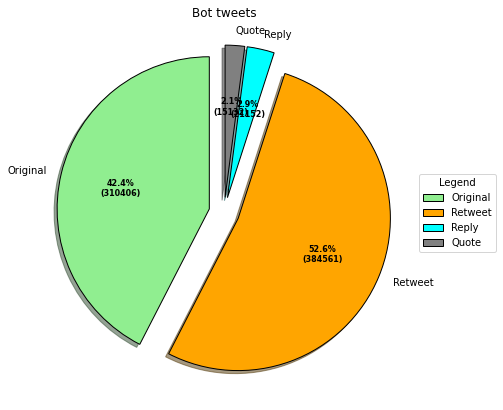 Bot tweets
Quote
Reply
2.1%
2.9%
Original
42.4%
(310406)
52.6%
(384561)
Retweet
Legend
Original
Retweet
Reply
Quote